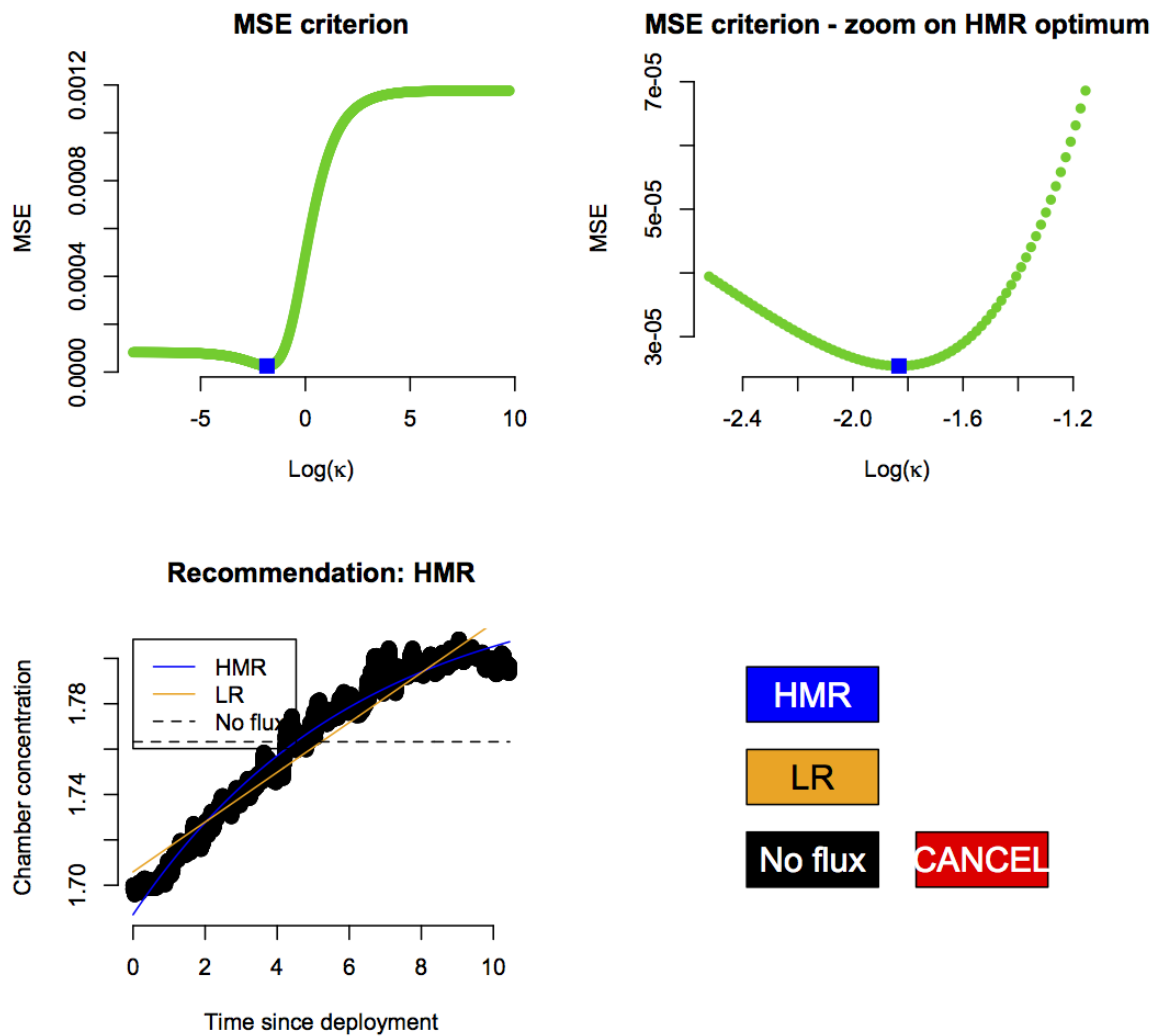 MSE criterion
MSE
0.0000
0.0004
0.0008
0.0012
-5
0
5
10
Log(κ)
MSE criterion - zoom on HMR optimum
MSE
3e-05
5e-05
7e-05
-2.4
-2.0
-1.6
-1.2
Log(κ)
Recommendation: HMR
Chamber concentration
1.70
1.74
1.78
HMR
LR
No flux
0
2
4
6
8
10
Time since deployment
HMR
LR
No flux
CANCEL